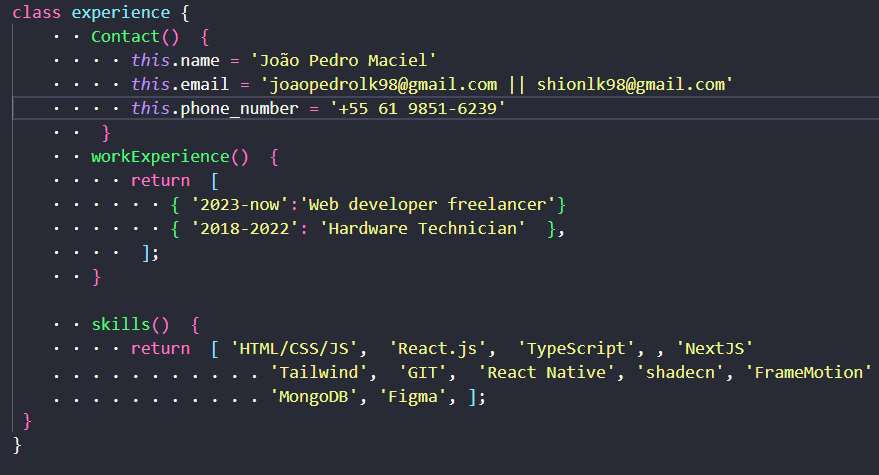 class experience {
· · Contact()  {
· · · · this.name = 'João Pedro Maciel'
· · · · this.email = 'joaopedrolk98@gmail.com || shionlk98@gmail.com'
· · · · this.phone_number = '+55 61 9851-6239'
· ·  }
· · workExperience()  {
· · · · return  [
· · · · · · { '2023-now':'Web developer freelancer'}
· · · · · · { '2018-2022': 'Hardware Technician'  },
· · · ·  ];
· · }
· · skills()  {
· · · · return  [ 'HTML/CSS/JS',  'React.js',  'TypeScript', , 'NextJS'
. . . . . . . . . . . 'Tailwind',  'GIT',  'React Native', 'shadecn', 'FrameMotion'
. . . . . . . . . . . 'MongoDB', 'Figma', ];
}
}